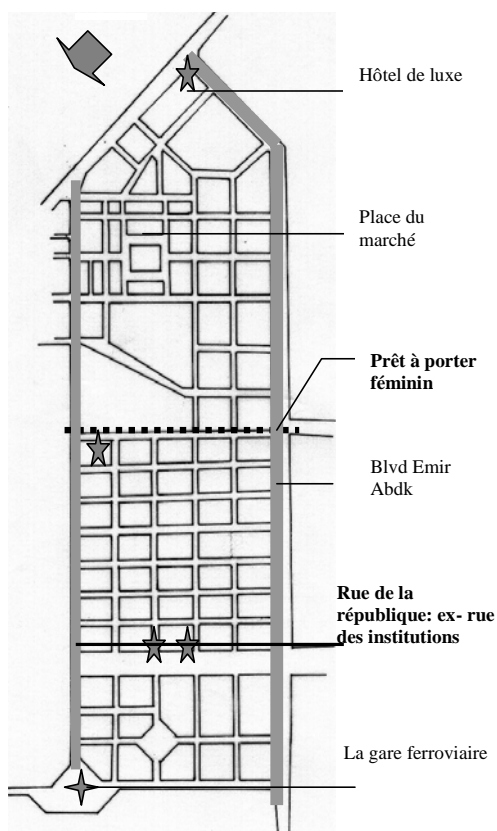 Hôtel de luxe
Place du
marché
Prêt à porter
féminin
Blvd Emir
Abdk
Rue de la
république: ex- rue
des institutions
La gare ferroviaire